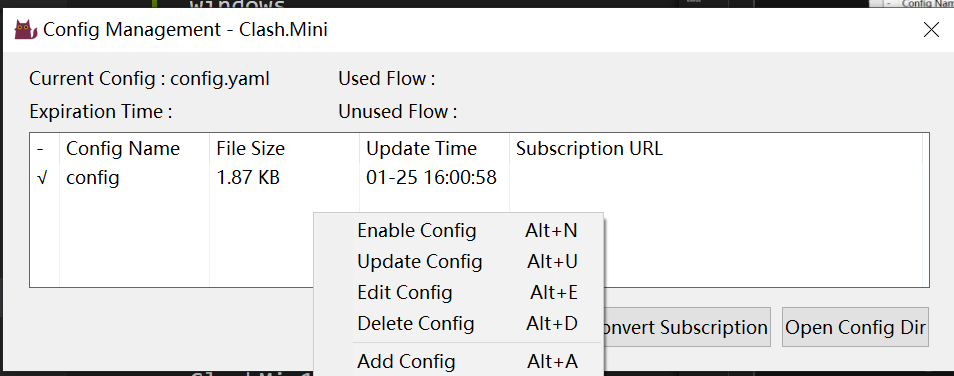 windows
Config Management - Clash.Mini
Current Config : config.yaml
Used Flow :
Expiration Time :
Unused Flow :
- Config Name File Size Update Time Subscription URL
√ config 1.87 KB 01-25 16:00:58
Enable Config Alt+N
Update Config Alt+U
Edit Config Alt+E
Delete Config Alt+D
Add Config Alt+A
onvert Subscription
Open Config Dir